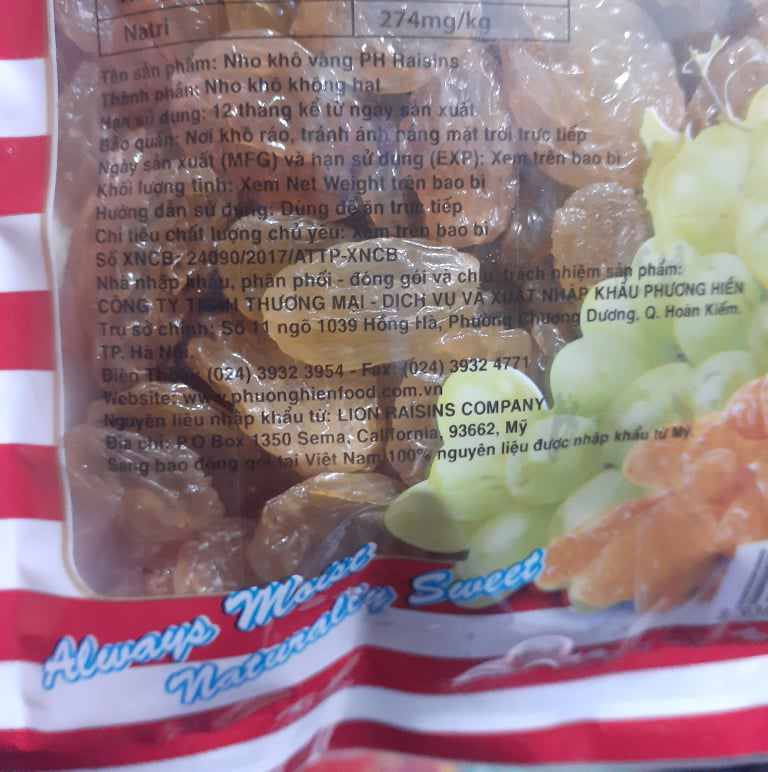 Natri 274mg/kg
Tên sản phẩm: Nho khô vàng PH Raisins
Thành phần: Nho khô không hạt
Hạn sử dụng: 12 tháng kể từ ngày sản xuất
Bảo quản: Nơi khô ráo, tránh ánh nắng mặt trời trực tiếp
Ngày sản xuất (MFG) và hạn sử dụng (EXP): Xem trên bao bì
Khối lượng tịnh: Xem Net Weight trên bao bì
Hướng dẫn sử dụng: Dùng để ăn trực tiếp
Chỉ tiêu chất lượng chủ yếu: Xem trên bao bì
Số XNCB: 24090/2017/ATTP-XNCB
Nhà nhập khẩu, phân phối - đóng gói và chịu trách nhiệm sản phẩm:
CÔNG TY TNHH THƯƠNG MẠI - DỊCH VỤ VÀ XUẤT NHẬP KHẨU PHƯƠNG HIỀN
Trụ sở chính: Số 11 ngõ 1039 Hồng Hà, Phường Chương Dương. Q. Hoàn Kiếm.
TP. Hà Nội.
Điện Thoại: (024) 3932 3954 - Fax: (024) 3932 4771
Website: www.phuonghienfood.com.vn
Nguyên liệu nhập khẩu từ: LION RAISINS COMPANY
Địa chỉ: P.O Box 1350 Sema, California, 93662, Mỹ
Sang bao đóng gói tại Việt Nam 100% nguyên liệu được nhập khẩu từ Mỹ
Always Moist
Naturally Sweet